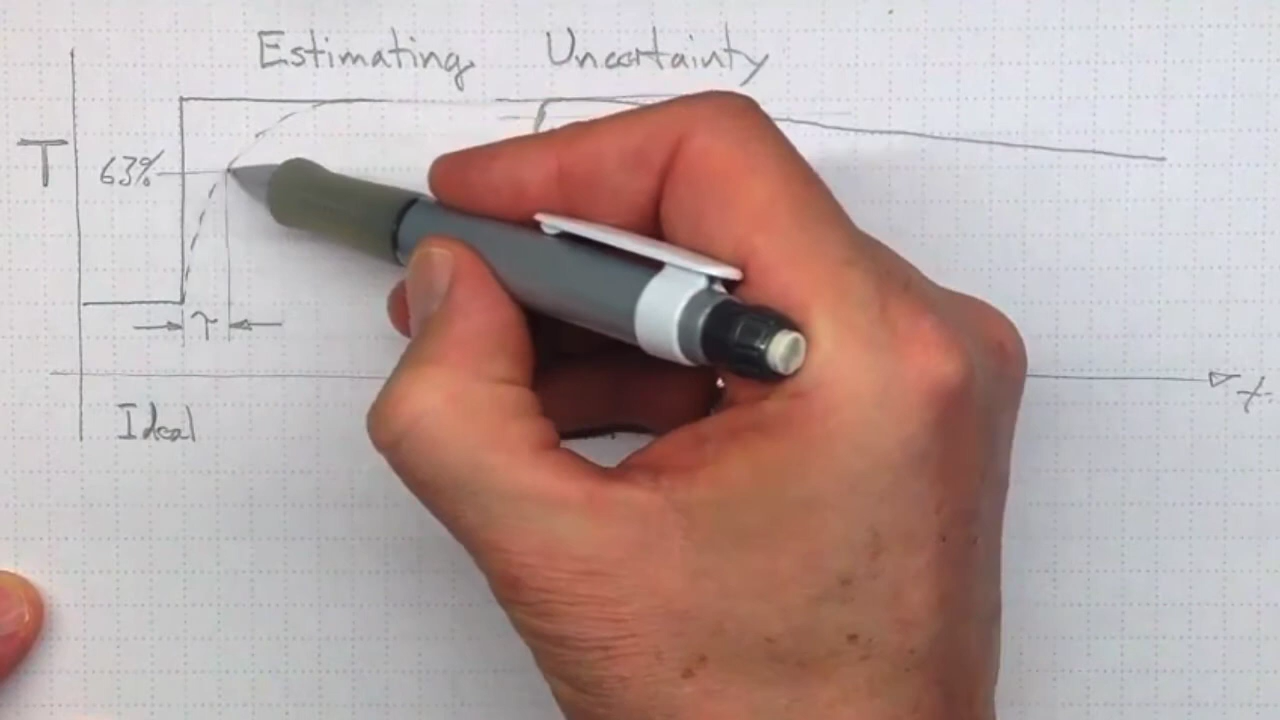 Estimating Uncertainty
T
63%
τ
t
Ideal